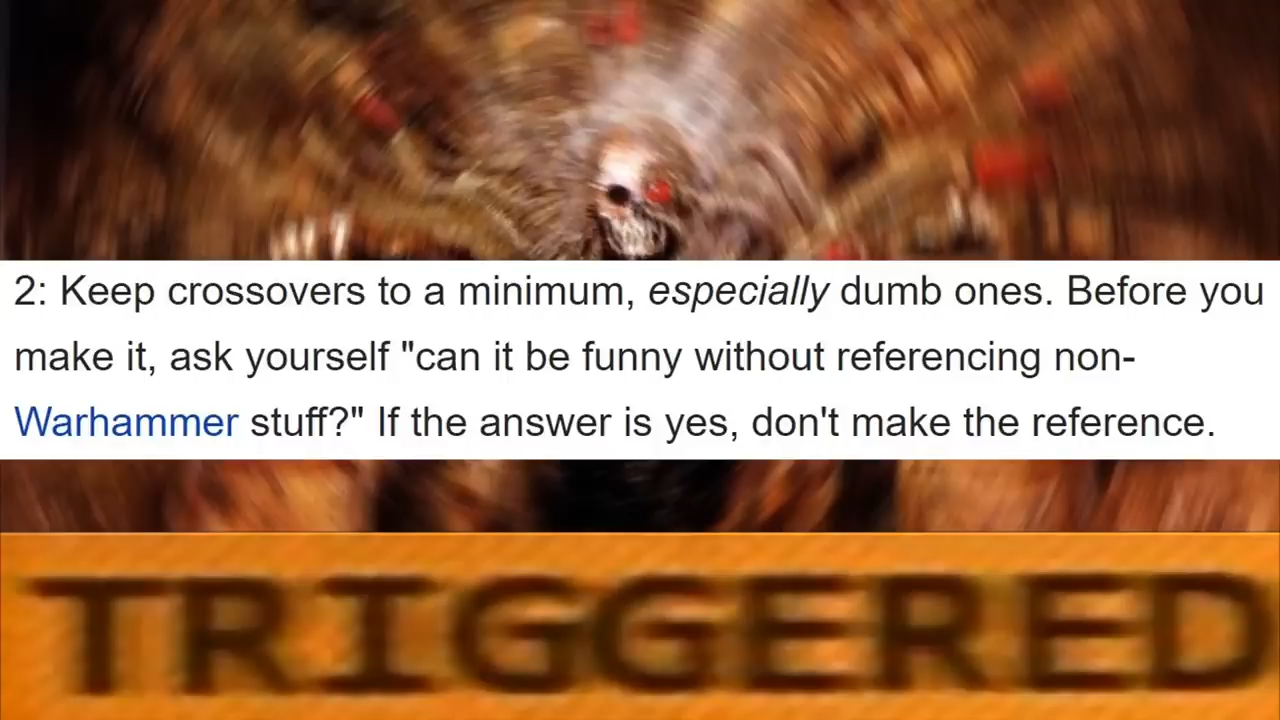 2: Keep crossovers to a minimum, especially dumb ones. Before you
make it, ask yourself "can it be funny without referencing non-
Warhammer stuff?" If the answer is yes, don't make the reference.
TRIGGERED